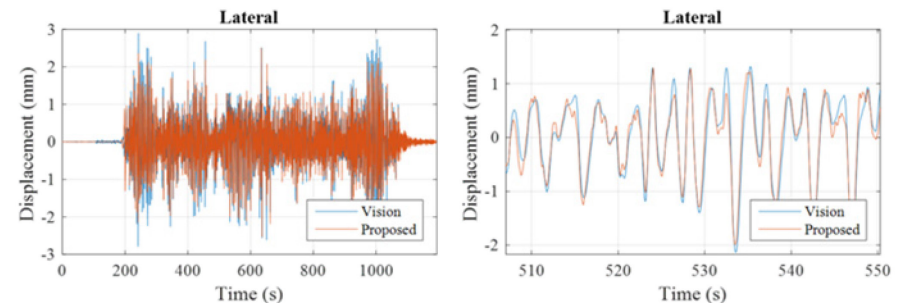 Lateral
Displacement (mm)
3
2
1
0
-1
-2
-3
0 200 400 600 800 1000
Time (s)
Vision
Proposed
Lateral
Displacement (mm)
2
1
0
-1
-2
510 520 530 540 550
Time (s)
Vision
Proposed